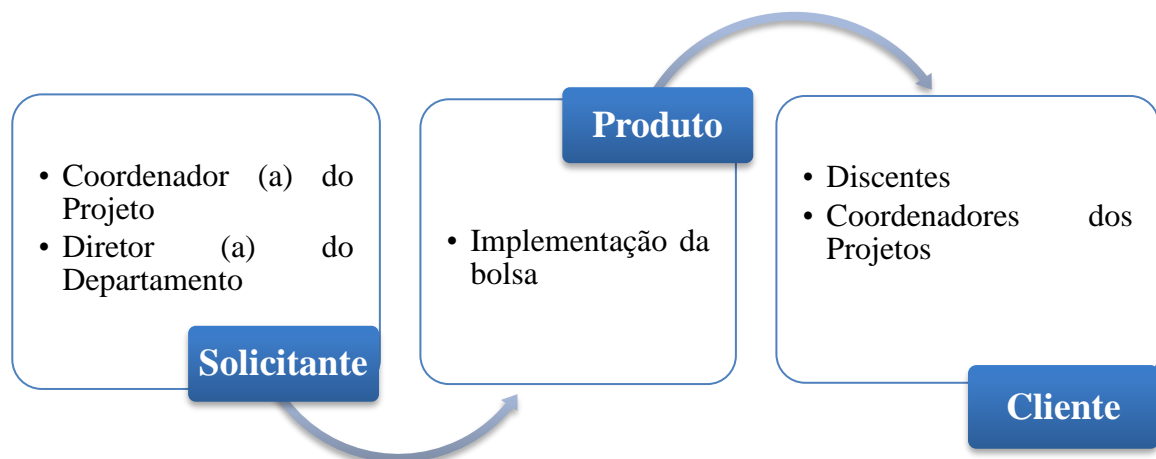 • Coordenador (a) do
Projeto
• Diretor (a) do
Departamento
Solicitante
Produto
• Implementação da
bolsa
• Discentes
• Coordenadores dos
Projetos
Cliente